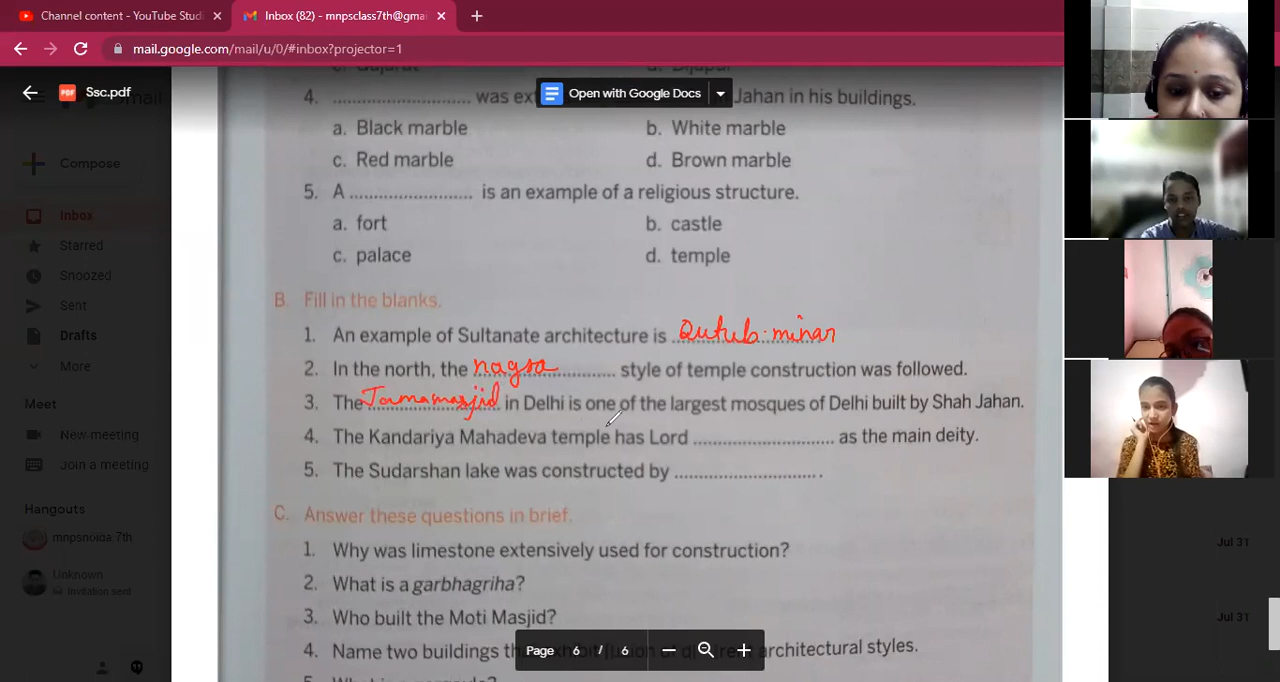 Channel content - YouTube Studi
Inbox (82) - mnpsclass7th@gmai
mail.google.com/mail/u/0/#inbox?projector=1
PDF Ssc.pdf
Open with Google Docs
Compose
Inbox
Starred
Snoozed
Sent
Drafts
More
Meet
New meeting
Join a meeting
Hangouts
mnpsnoida.7th
Unknown
Invitation sent
c. Gujarat d. Bijapur
4. .............................. was ext Jahan in his buildings.
a. Black marble b. White marble
c. Red marble d. Brown marble
5. A .......................... is an example of a religious structure.
a. fort b. castle
c. palace d. temple
B. Fill in the blanks.
1. An example of Sultanate architecture is Qutub-minar
2. In the north, the nagra style of temple construction was followed.
3. The Jamamasjid in Delhi is one of the largest mosques of Delhi built by Shah Jahan.
4. The Kandariya Mahadeva temple has Lord .............................. as the main deity.
5. The Sudarshan lake was constructed by .............................. .
C. Answer these questions in brief.
1. Why was limestone extensively used for construction?
2. What is a garbhagriha?
3. Who built the Moti Masjid?
4. Name two buildings th architectural styles.
Page 6 / 6
Jul 31
Jul 31